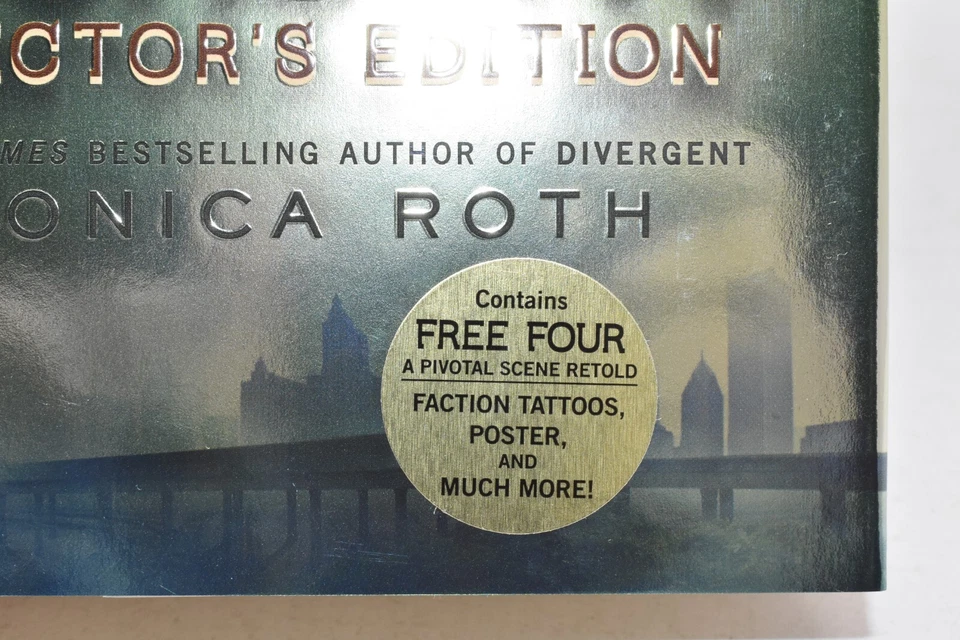 CTOR'S EDITION
MES BESTSELLING AUTHOR OF DIVERGENT
ONICA ROTH
Contains
FREE FOUR
A PIVOTAL SCENE RETOLD
FACTION TATTOOS,
POSTER,
AND
MUCH MORE!